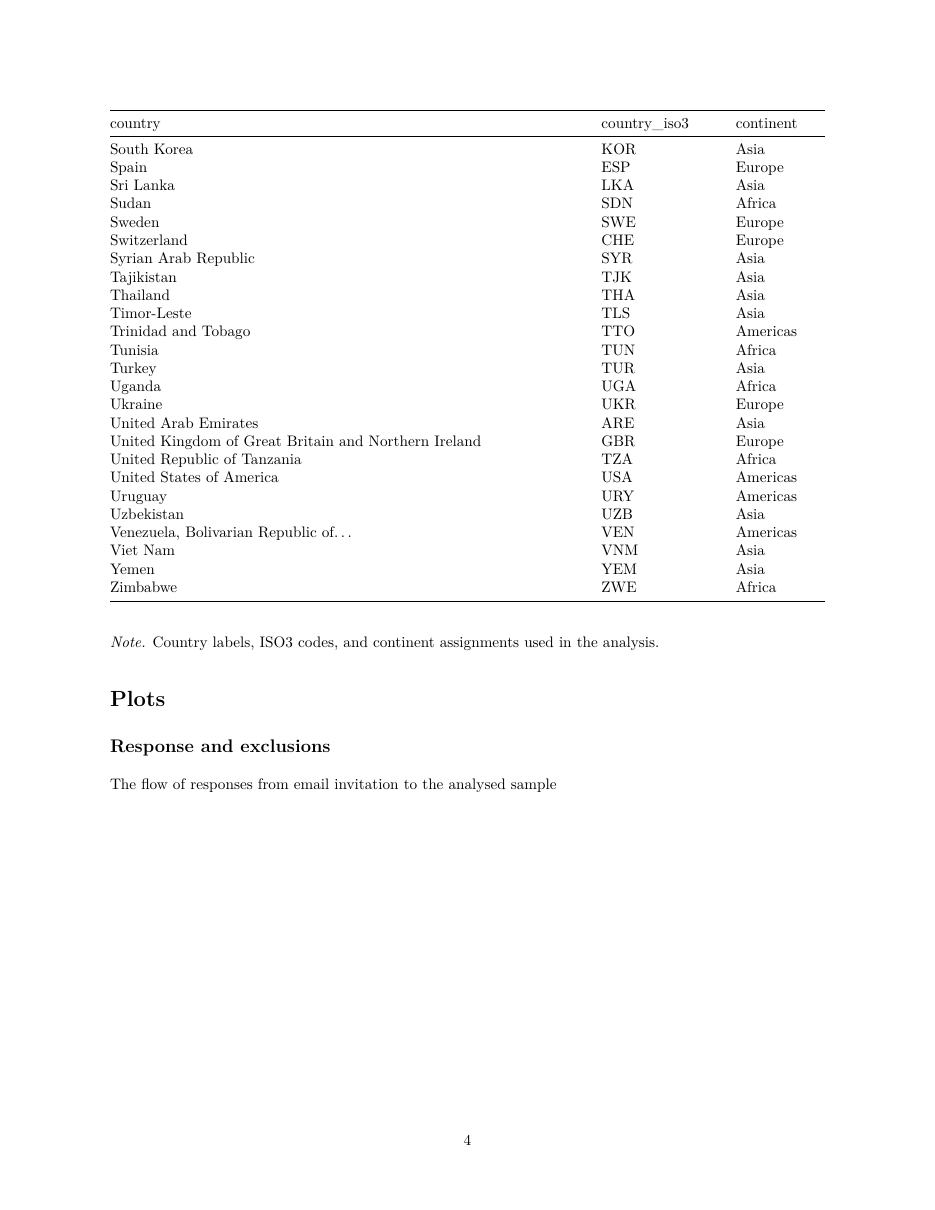 country country_iso3 continent
South Korea KOR Asia
Spain ESP Europe
Sri Lanka LKA Asia
Sudan SDN Africa
Sweden SWE Europe
Switzerland CHE Europe
Syrian Arab Republic SYR Asia
Tajikistan TJK Asia
Thailand THA Asia
Timor-Leste TLS Asia
Trinidad and Tobago TTO Americas
Tunisia TUN Africa
Turkey TUR Asia
Uganda UGA Africa
Ukraine UKR Europe
United Arab Emirates ARE Asia
United Kingdom of Great Britain and Northern Ireland GBR Europe
United Republic of Tanzania TZA Africa
United States of America USA Americas
Uruguay URY Americas
Uzbekistan UZB Asia
Venezuela, Bolivarian Republic of... VEN Americas
Viet Nam VNM Asia
Yemen YEM Asia
Zimbabwe ZWE Africa
Note. Country labels, ISO3 codes, and continent assignments used in the analysis.
Plots
Response and exclusions
The flow of responses from email invitation to the analysed sample
4